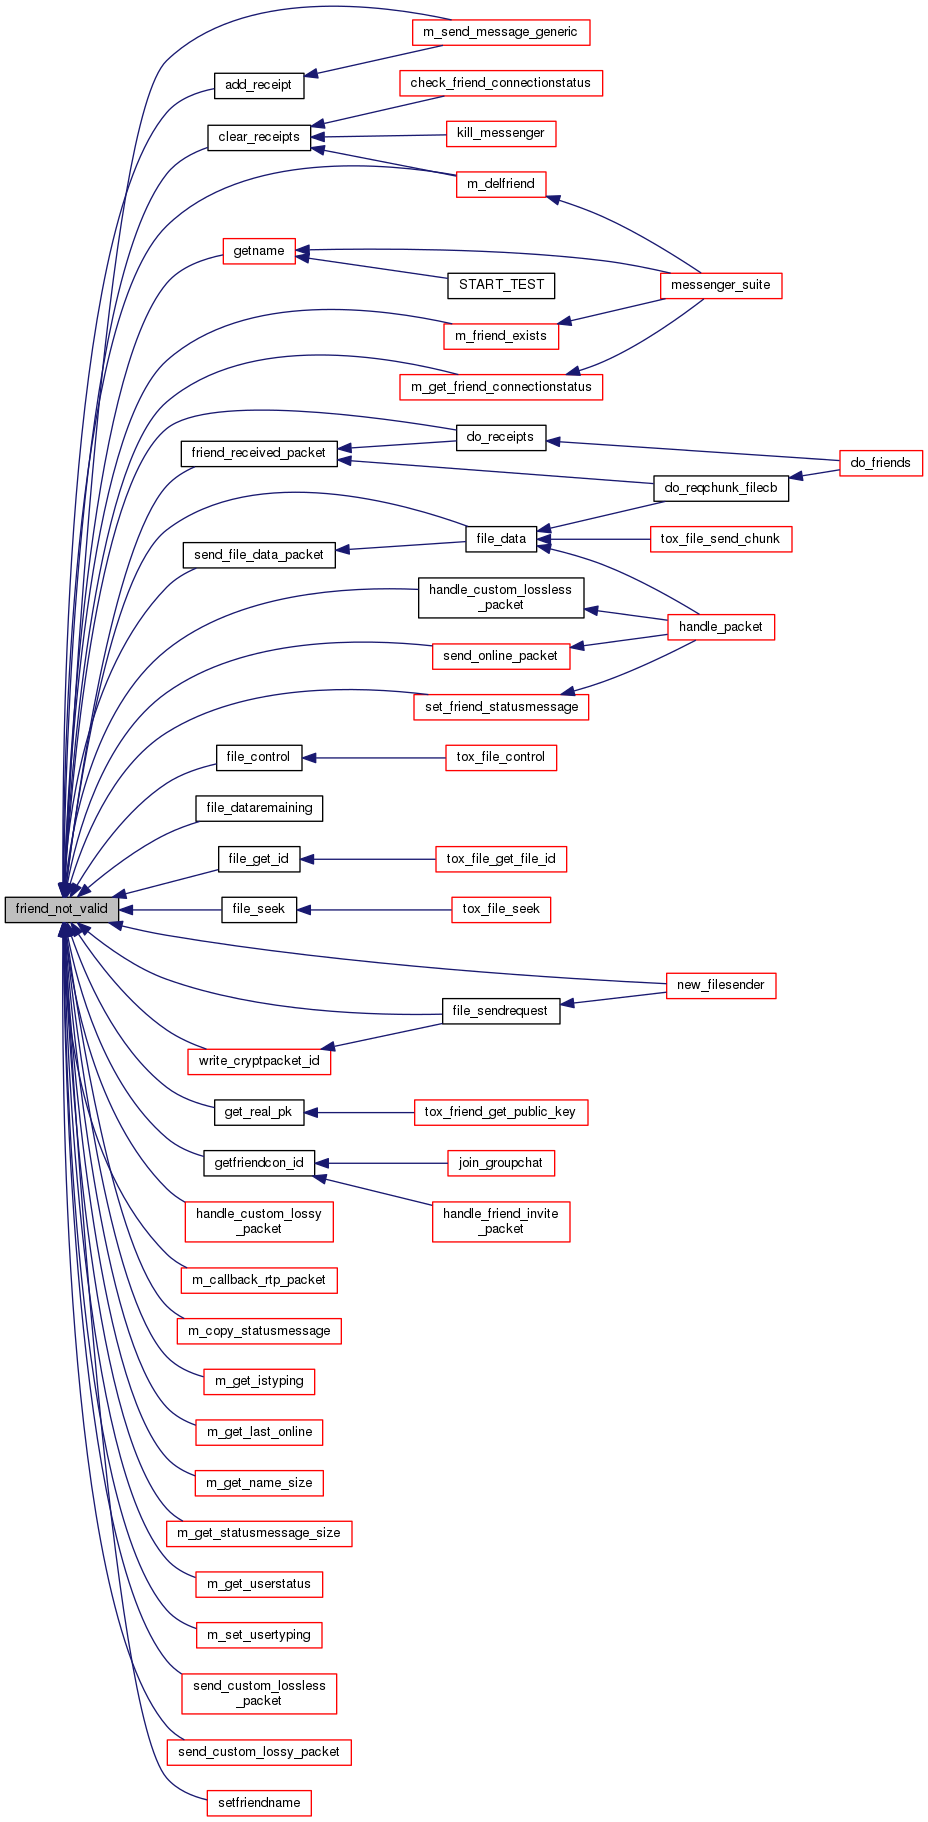 m_send_message_generic
add_receipt
check_friend_connectionstatus
clear_receipts
kill_messenger
m_delfriend
getname
START_TEST
messenger_suite
m_friend_exists
m_get_friend_connectionstatus
do_receipts
friend_received_packet
do_friends
do_reqchunk_filecb
file_data
tox_file_send_chunk
send_file_data_packet
handle_custom_lossless
_packet
handle_packet
send_online_packet
set_friend_statusmessage
file_control
tox_file_control
file_dataremaining
file_get_id
tox_file_get_file_id
friend_not_valid
file_seek
tox_file_seek
new_filesender
file_sendrequest
write_cryptpacket_id
get_real_pk
tox_friend_get_public_key
getfriendcon_id
join_groupchat
handle_custom_lossy
_packet
handle_friend_invite
_packet
m_callback_rtp_packet
m_copy_statusmessage
m_get_istyping
m_get_last_online
m_get_name_size
m_get_statusmessage_size
m_get_userstatus
m_set_usertyping
send_custom_lossless
_packet
send_custom_lossy_packet
setfriendname